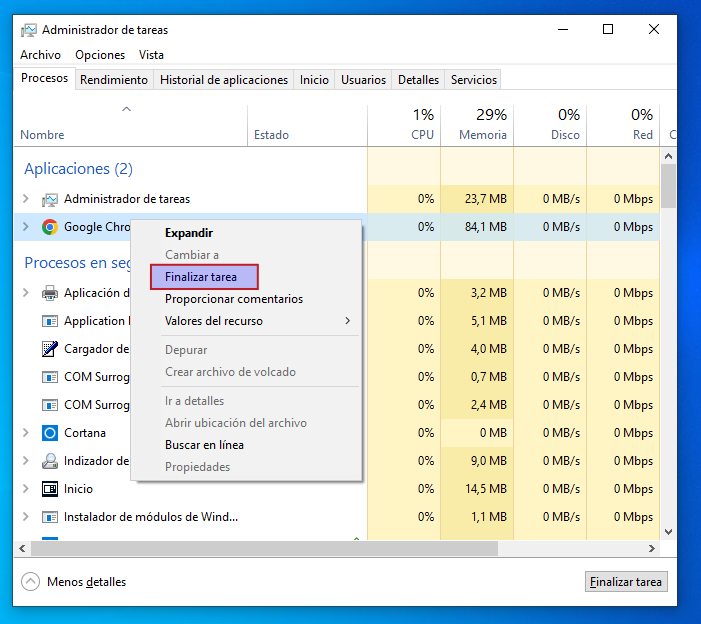 Administrador de tareas
Archivo Opciones Vista
Procesos Rendimiento Historial de aplicaciones Inicio Usuarios Detalles Servicios
1% 29% 0% 0%
Nombre Estado CPU Memoria Disco Red C
Aplicaciones (2)
Administrador de tareas 0% 23,7 MB 0 MB/s 0 Mbps
Google Chro 0% 84,1 MB 0 MB/s 0 Mbps
Expandir
Cambiar a
Procesos en seg
Finalizar tarea
Aplicación d 0% 3,2 MB 0 MB/s 0 Mbps
Proporcionar comentarios
Application 0% 5,1 MB 0 MB/s 0 Mbps
Valores del recurso
Cargador de 0% 4,0 MB 0 MB/s 0 Mbps
Depurar
Crear archivo de volcado
COM Surrog 0% 0,7 MB 0 MB/s 0 Mbps
COM Surrog 0% 2,4 MB 0 MB/s 0 Mbps
Ir a detalles
Abrir ubicación del archivo
Cortana 0% 0 MB 0 MB/s 0 Mbps
Buscar en línea
Indizador de 0% 9,0 MB 0 MB/s 0 Mbps
Propiedades
Inicio 0% 14,5 MB 0 MB/s 0 Mbps
Instalador de módulos de Wind... 0% 1,1 MB 0 MB/s 0 Mbps
Menos detalles Finalizar tarea